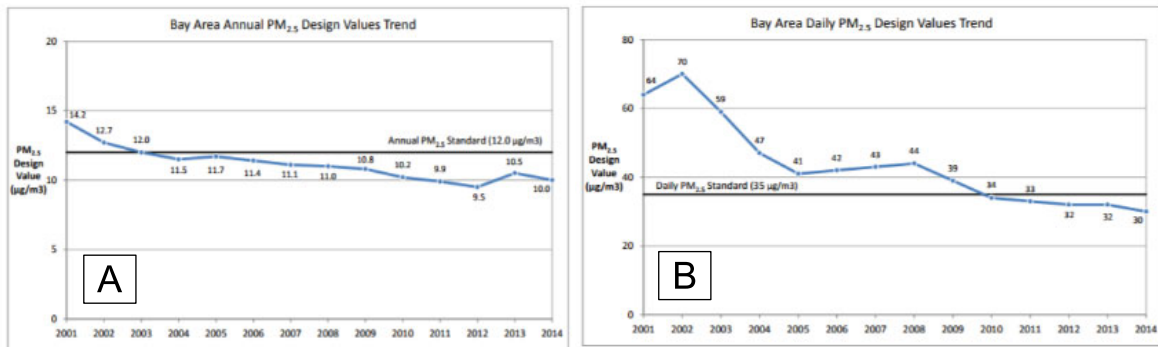 Bay Area Annual PM2.5 Design Values Trend
20
15
10
5
0
PM2.5
Design
Value
(µg/m3)
14.2
12.7
12.0
11.5
11.7
11.4
11.1
11.0
10.8
10.2
9.9
9.5
10.5
10.0
Annual PM2.5 Standard (12.0 µg/m3)
A
2001 2002 2003 2004 2005 2006 2007 2008 2009 2010 2011 2012 2013 2014
Bay Area Daily PM2.5 Design Values Trend
80
60
40
20
0
PM2.5
Design
Value
(µg/m3)
64
70
59
47
41
42
43
44
39
34
33
32
32
30
Daily PM2.5 Standard (35 µg/m3)
B
2001 2002 2003 2004 2005 2006 2007 2008 2009 2010 2011 2012 2013 2014